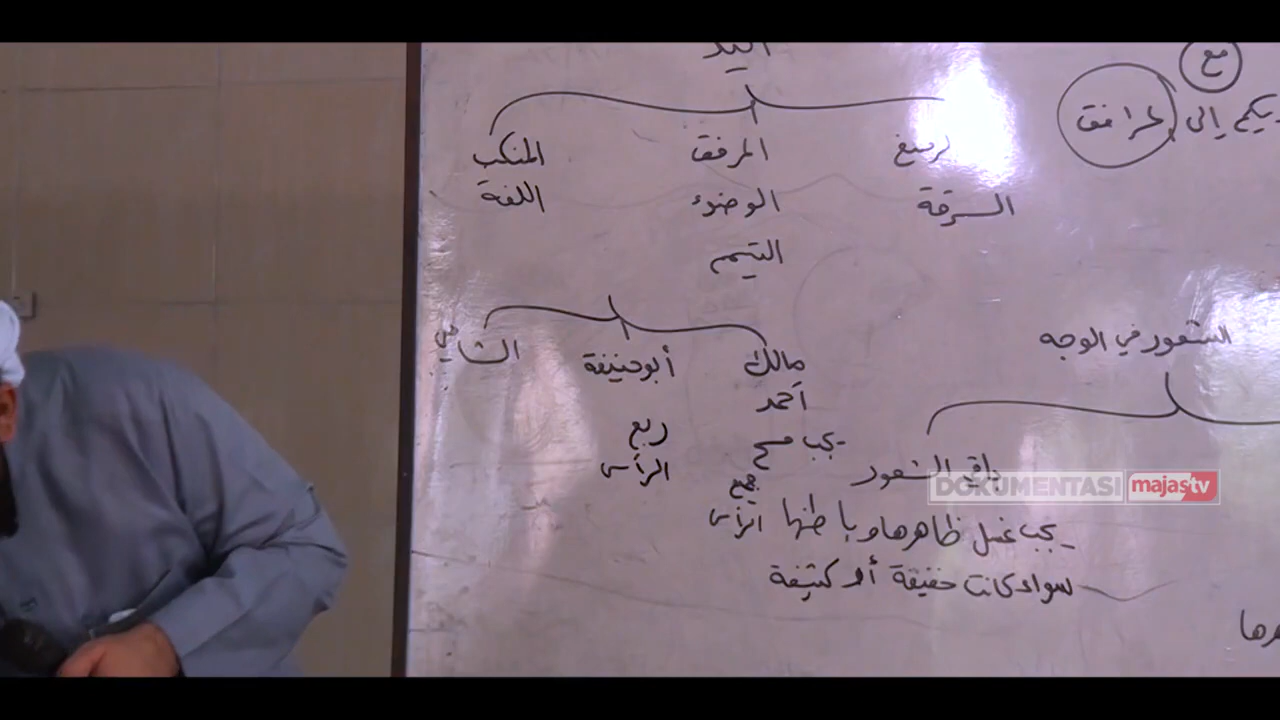 اليد
مع
إلى المرافق
الرسغ المرفق المنكب
السرقة الوضوء اللغة
التيمم
الشعور في الوجه
مالك أبو حنيفة الشافعي
أحمد
يجب مسح جميع الرأس
ربع الرأس
باقي الشعور
يجب غسل ظاهرها وباطنها
سواء كانت خفيفة أو كثيفة
DOKUMENTASI majastv